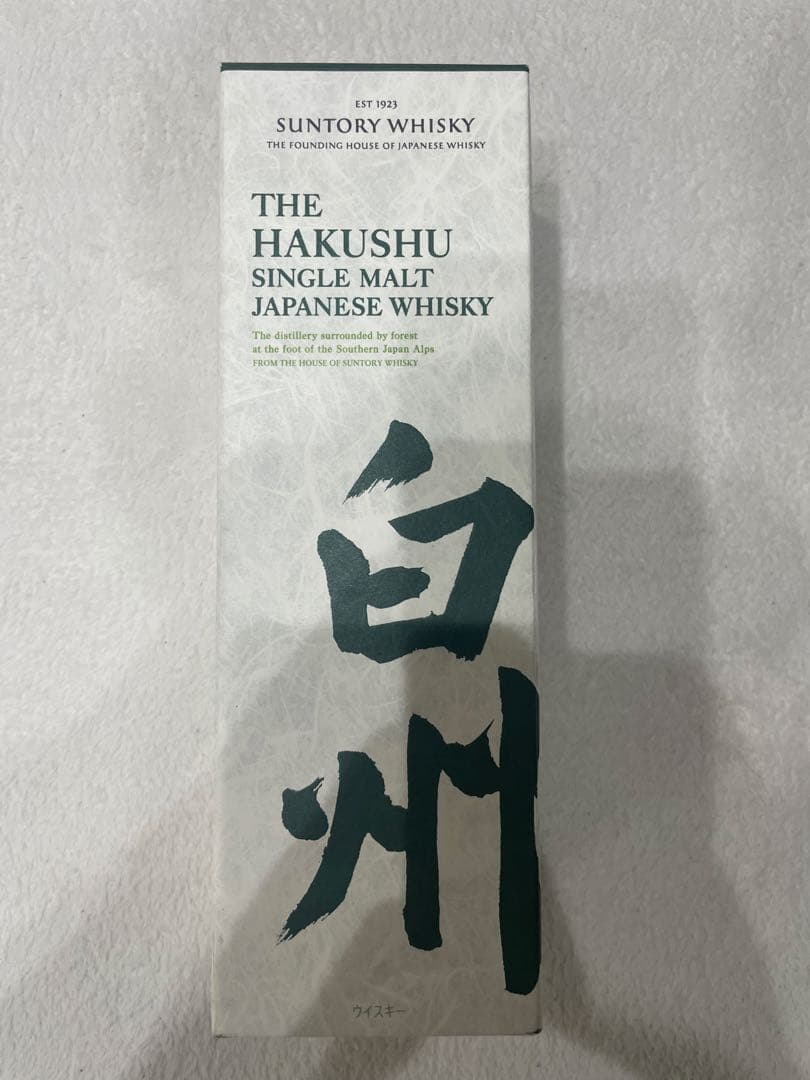 EST 1923
SUNTORY WHISKY
THE FOUNDING HOUSE OF JAPANESE WHISKY
THE
HAKUSHU
SINGLE MALT
JAPANESE WHISKY
The distillery surrounded by forest
at the foot of the Southern Japan Alps
FROM THE HOUSE OF SUNTORY WHISKY
白
州
ウイスキー